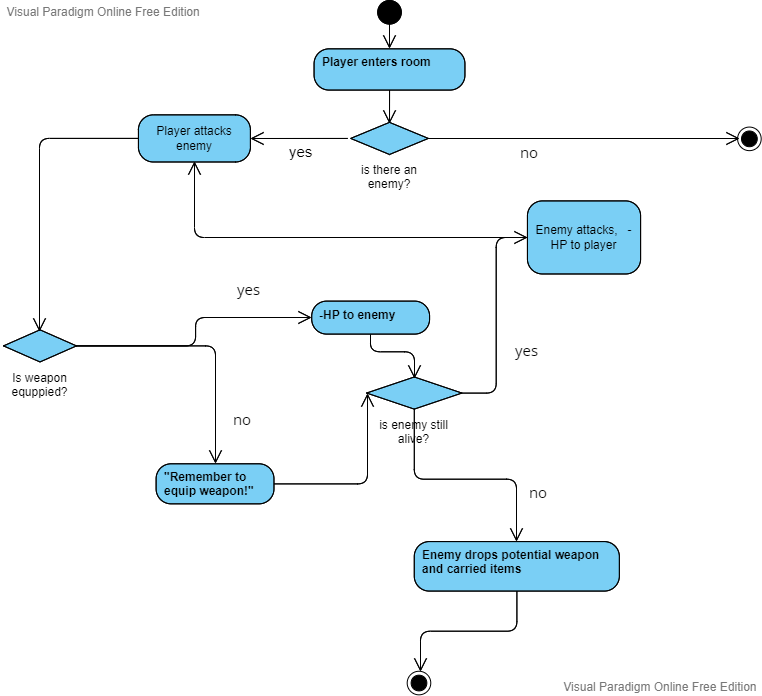 Visual Paradigm Online Free Edition
Player enters room
Player attacks
enemy
yes
no
is there an
enemy?
Enemy attacks, -
HP to player
yes
-HP to enemy
yes
Is weapon
equppied?
no
is enemy still
alive?
"Remember to
equip weapon!"
no
Enemy drops potential weapon
and carried items
Visual Paradigm Online Free Edition